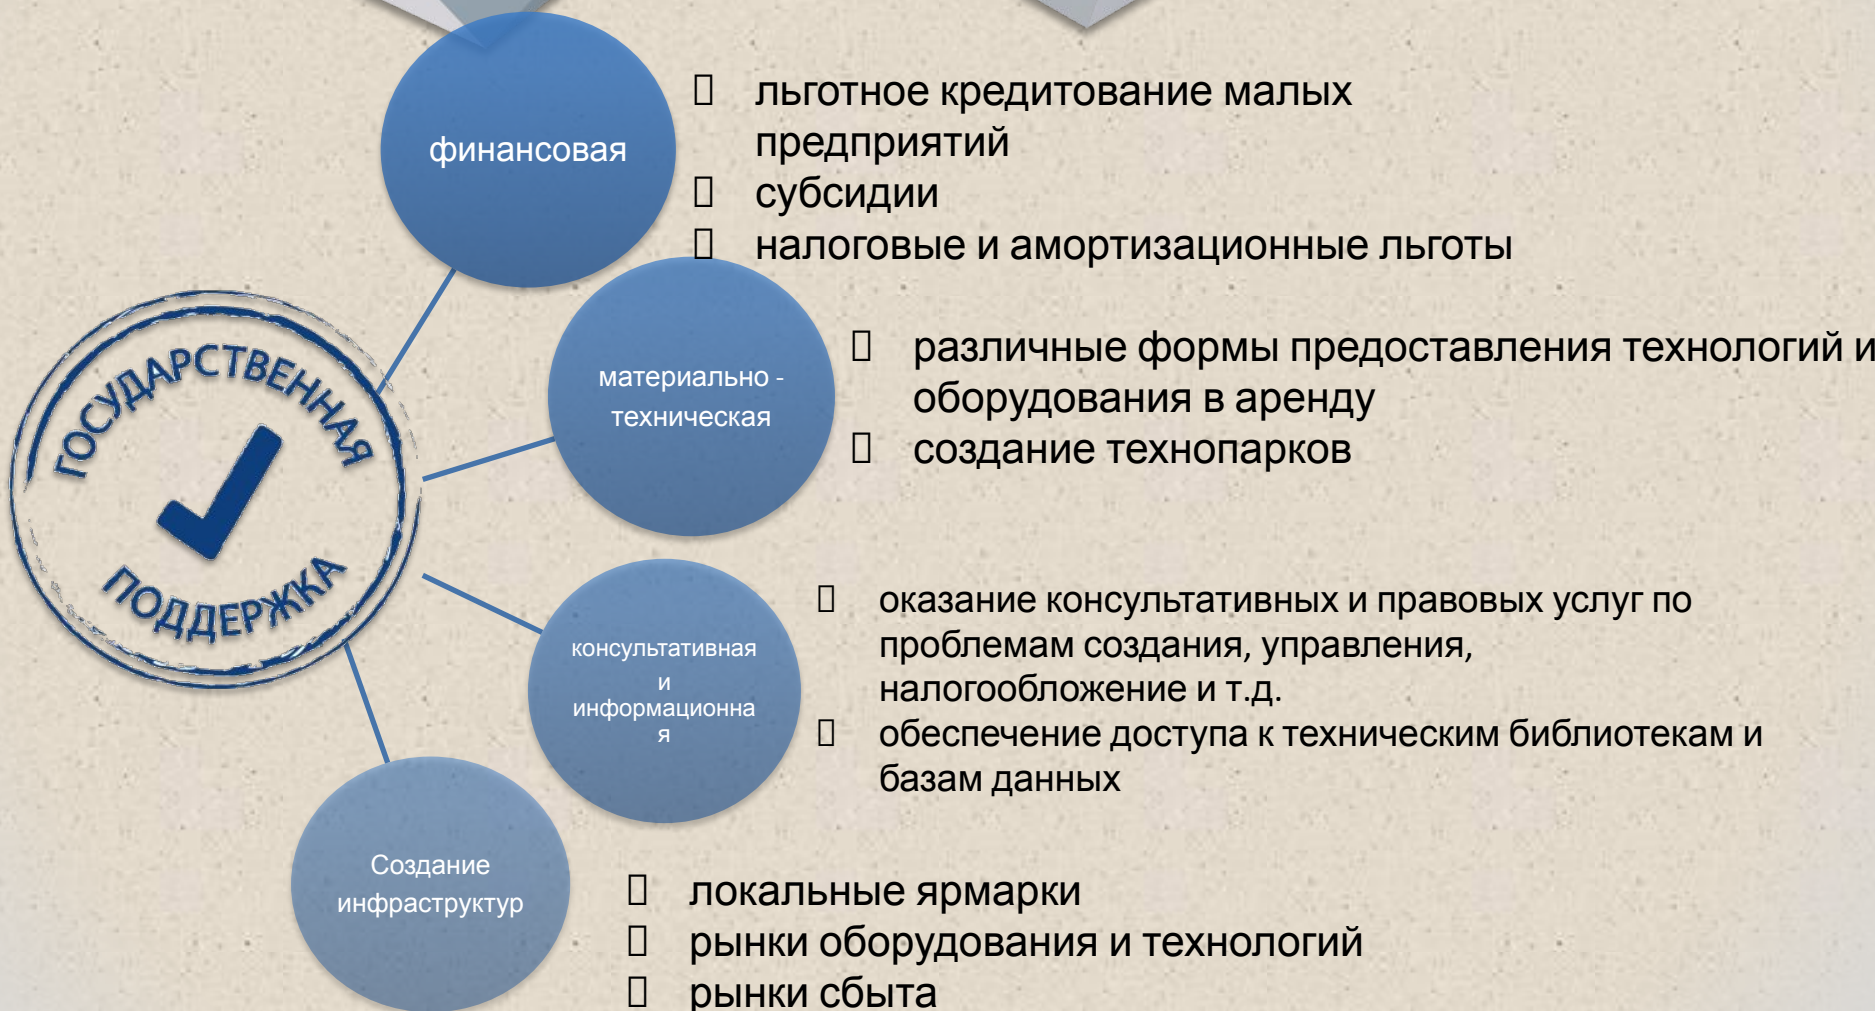 финансовая
льготное кредитование малых
предприятий
субсидии
налоговые и амортизационные льготы
ГОСУДАРСТВЕННАЯ
ПОДДЕРЖКА
материально -
техническая
различные формы предоставления технологий и
оборудования в аренду
создание технопарков
консультативная
и
информационна
я
оказание консультативных и правовых услуг по
проблемам создания, управления,
налогообложение и т.д.
обеспечение доступа к техническим библиотекам и
базам данных
Создание
инфраструктур
локальные ярмарки
рынки оборудования и технологий
рынки сбыта